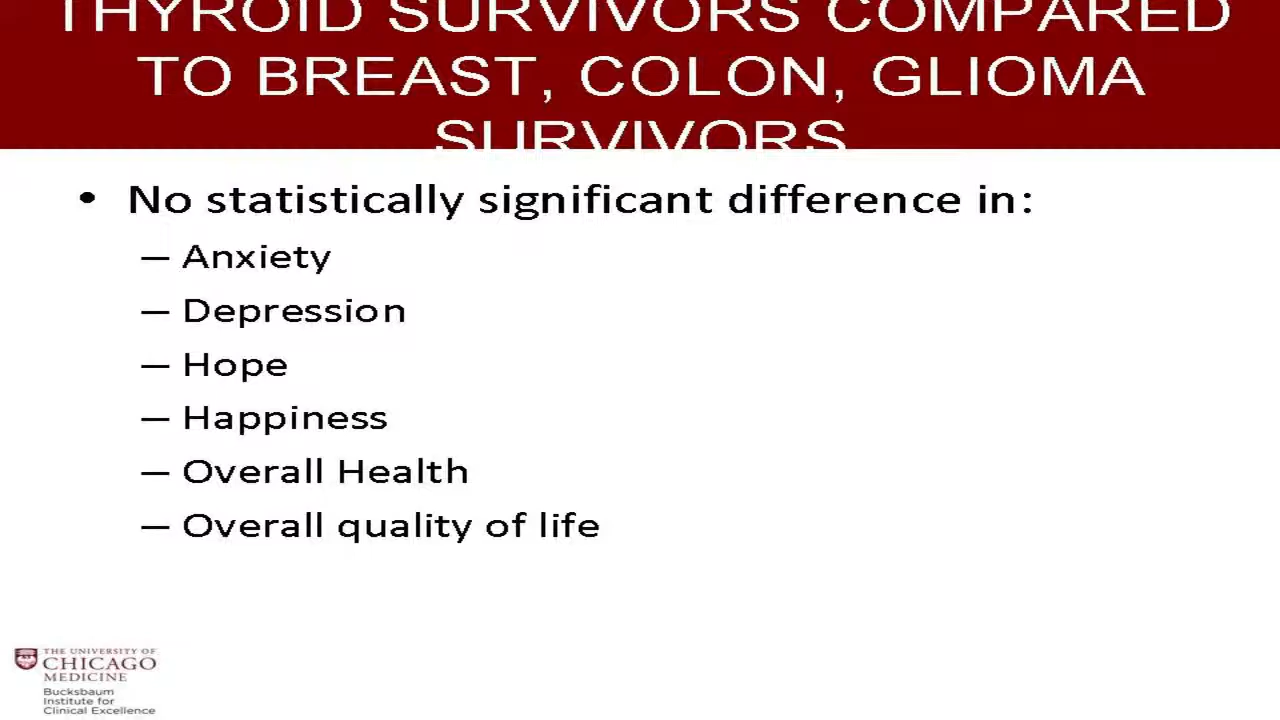 THYROID SURVIVORS COMPARED
TO BREAST, COLON, GLIOMA
SURVIVORS
• No statistically significant difference in:
– Anxiety
– Depression
– Hope
– Happiness
– Overall Health
– Overall quality of life
THE UNIVERSITY OF
CHICAGO
MEDICINE
Bucksbaum
Institute for
Clinical Excellence